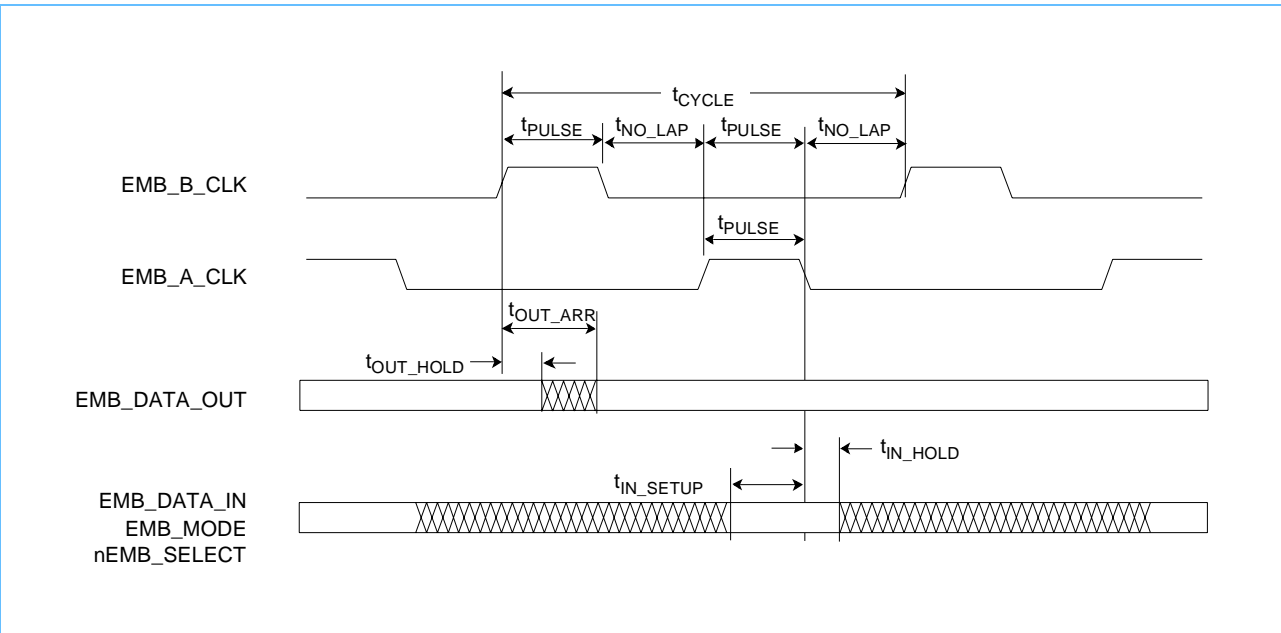 tCYCLE
tPULSE tNO_LAP tPULSE tNO_LAP
EMB_B_CLK
tPULSE
EMB_A_CLK
tOUT_ARR
tOUT_HOLD
EMB_DATA_OUT
tIN_HOLD
tIN_SETUP
EMB_DATA_IN
EMB_MODE
nEMB_SELECT